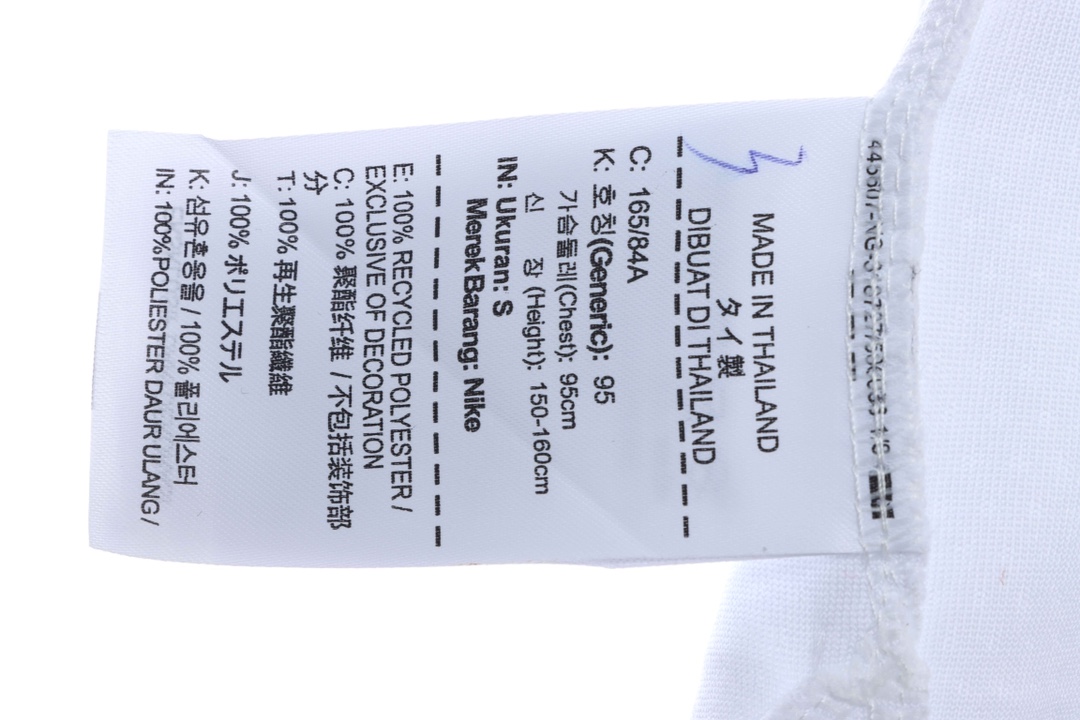 MADE IN THAILAND
タイ製
DIBUAT DI THAILAND
C: 165/84A
K: 호칭(Generic): 95
가슴둘레(Chest): 95cm
신 장 (Height): 150-160cm
IN: Ukuran: S
Merek Barang: Nike
E: 100% RECYCLED POLYESTER /
EXCLUSIVE OF DECORATION
C: 100% 聚酯纤维 / 不包括装饰部
分
T: 100% 再生聚酯纖維
J: 100% ポリエステル
K: 섬유혼용율 / 100% 폴리에스터
IN: 100%POLIESTER DAUR ULANG /